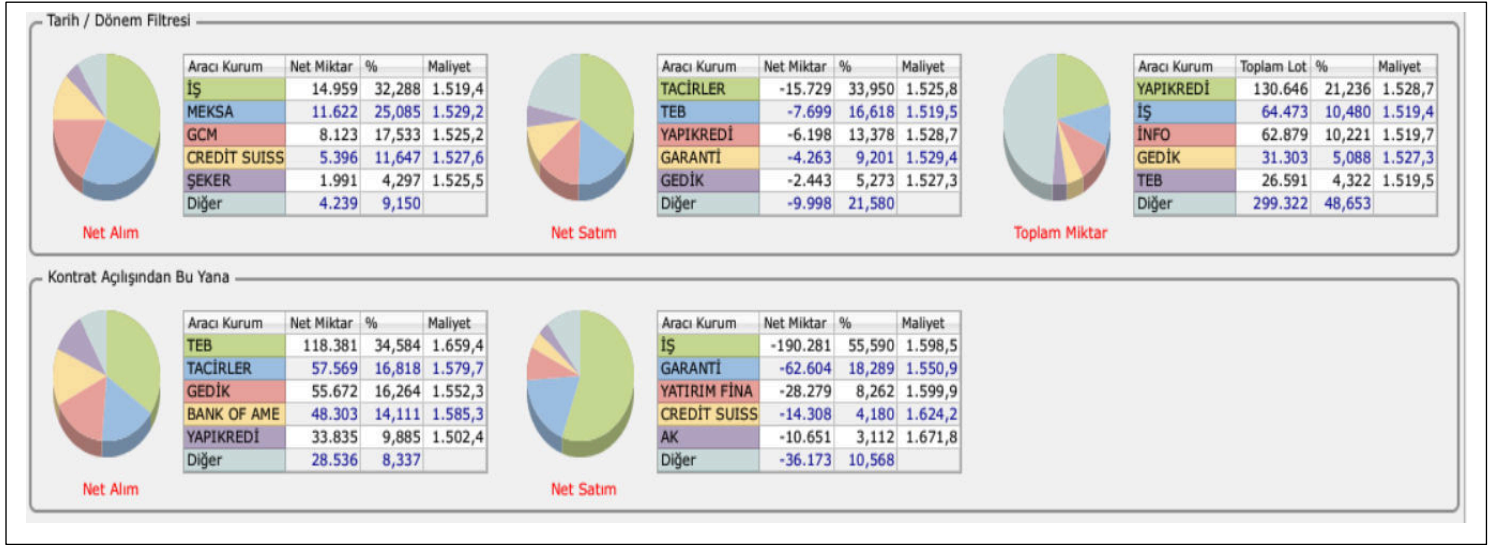 Tarih / Dönem Filtresi
Aracı Kurum Net Miktar % Maliyet
İŞ 14.959 32,288 1.519,4
MEKSA 11.622 25,085 1.529,2
GCM 8.123 17,533 1.525,2
CREDİT SUISS 5.396 11,647 1.527,6
ŞEKER 1.991 4,297 1.525,5
Diğer 4.239 9,150
Net Alım
Aracı Kurum Net Miktar % Maliyet
TACİRLER -15.729 33,950 1.525,8
TEB -7.699 16,618 1.519,5
YAPIKREDİ -6.198 13,378 1.528,7
GARANTİ -4.263 9,201 1.529,4
GEDİK -2.443 5,273 1.527,3
Diğer -9.998 21,580
Net Satım
Aracı Kurum Toplam Lot % Maliyet
YAPIKREDİ 130.646 21,236 1.528,7
İŞ 64.473 10,480 1.519,4
İNFO 62.879 10,221 1.519,7
GEDİK 31.303 5,088 1.527,3
TEB 26.591 4,322 1.519,5
Diğer 299.322 48,653
Toplam Miktar
Kontrat Açılışından Bu Yana
Aracı Kurum Net Miktar % Maliyet
TEB 118.381 34,584 1.659,4
TACİRLER 57.569 16,818 1.579,7
GEDİK 55.672 16,264 1.552,3
BANK OF AME 48.303 14,111 1.585,3
YAPIKREDİ 33.835 9,885 1.502,4
Diğer 28.536 8,337
Net Alım
Aracı Kurum Net Miktar % Maliyet
İŞ -190.281 55,590 1.598,5
GARANTİ -62.604 18,289 1.550,9
YATIRIM FİNA -28.279 8,262 1.599,9
CREDİT SUISS -14.308 4,180 1.624,2
AK -10.651 3,112 1.671,8
Diğer -36.173 10,568
Net Satım